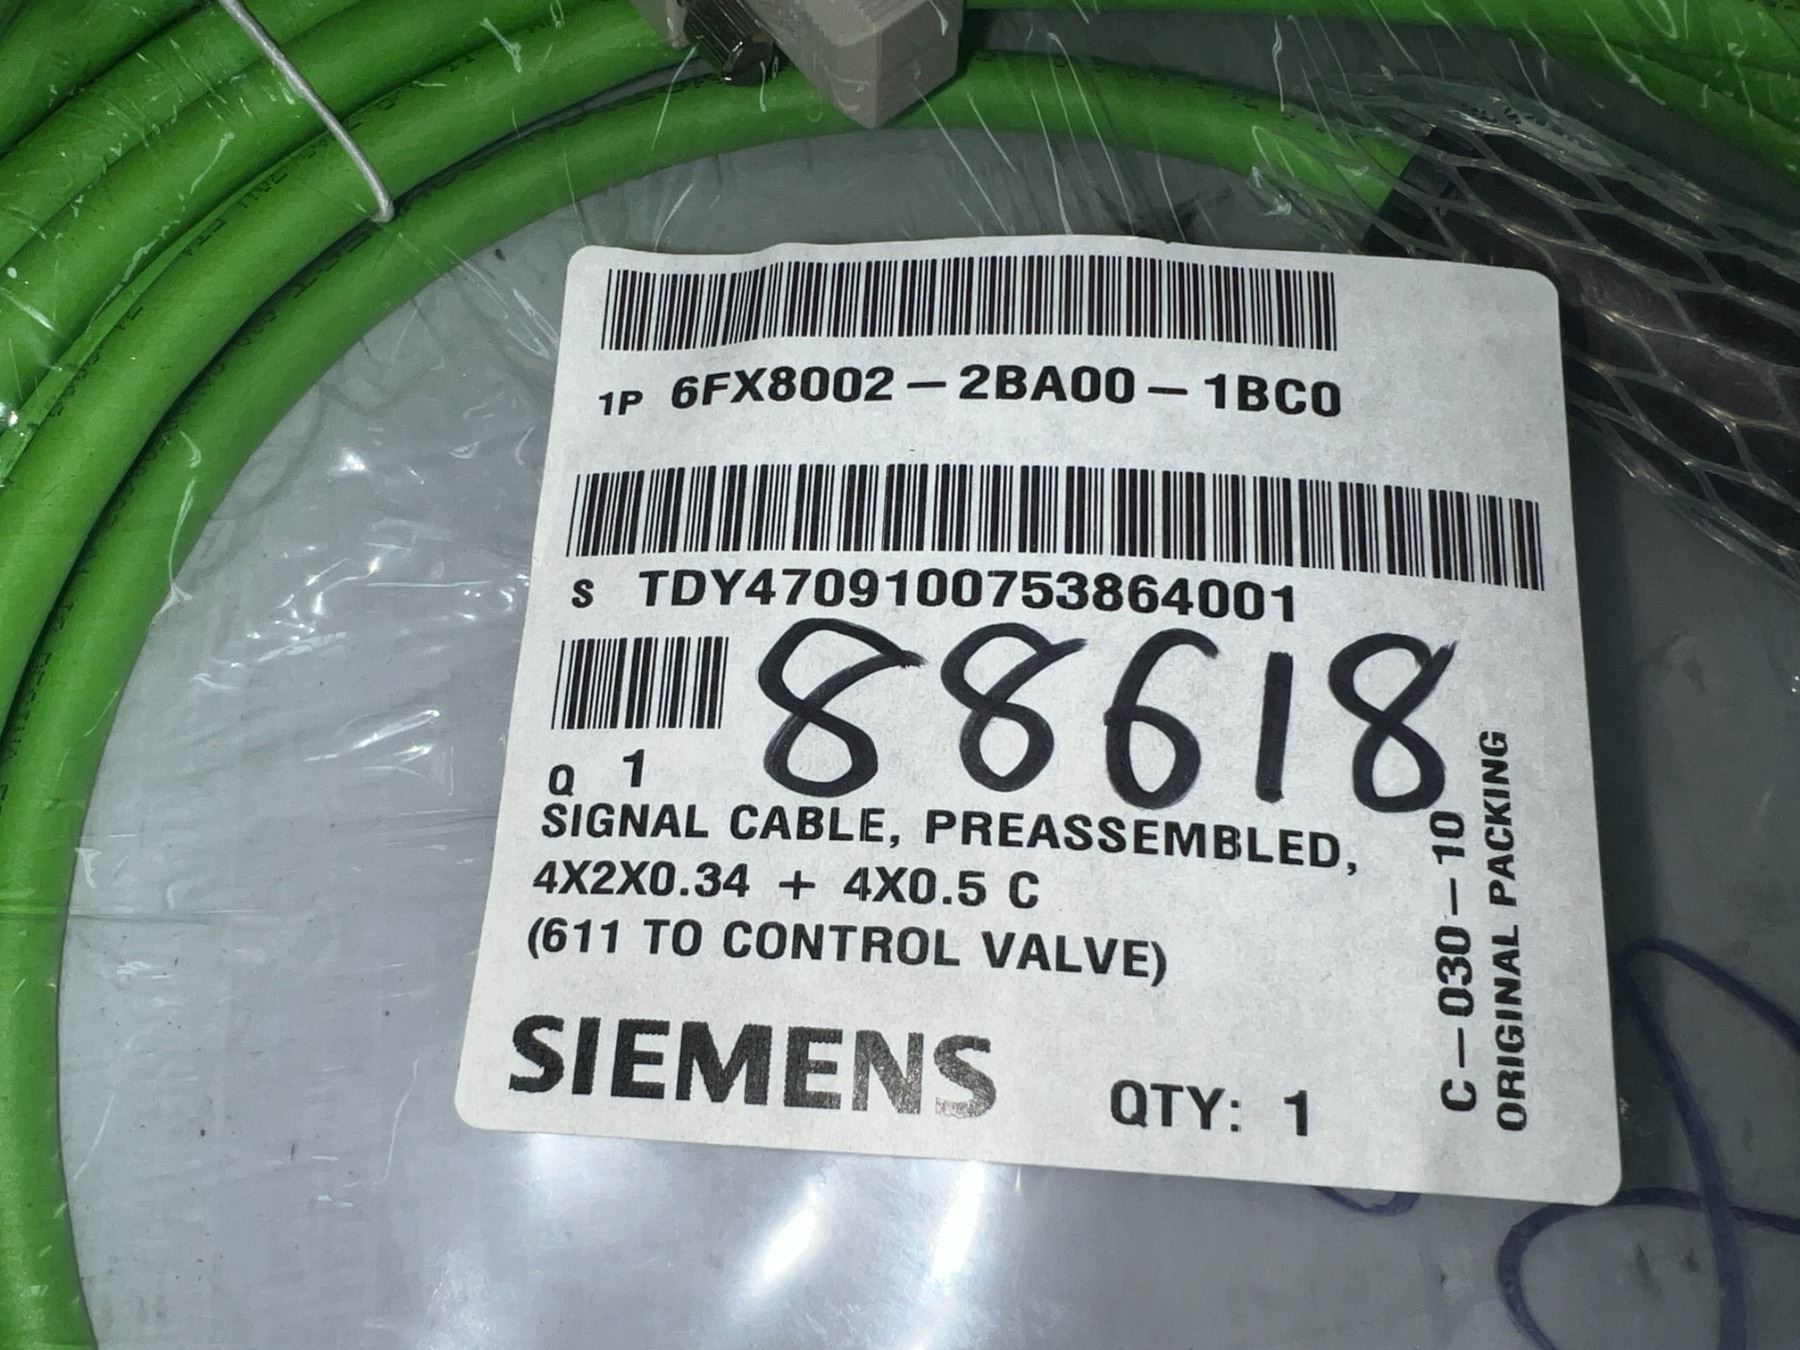 1P 6FX8002-2BA00-1BC0
S TDY4709100753864001
88618
Q 1
SIGNAL CABLE, PREASSEMBLED,
4X2X0.34 + 4X0.5 C
(611 TO CONTROL VALVE)
SIEMENS
QTY: 1
C-030-10
ORIGINAL PACKING